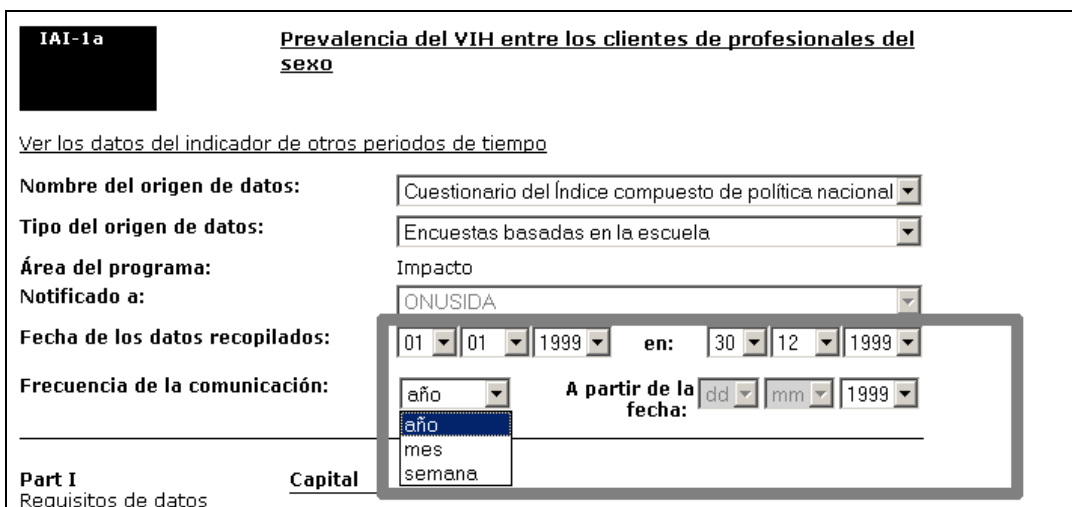 IAI-1a
Prevalencia del VIH entre los clientes de profesionales del
sexo
Ver los datos del indicador de otros periodos de tiempo
Nombre del origen de datos: Cuestionario del Índice compuesto de política nacional
Tipo del origen de datos: Encuestas basadas en la escuela
Área del programa: Impacto
Notificado a: ONUSIDA
Fecha de los datos recopilados: 01 01 1999 en: 30 12 1999
Frecuencia de la comunicación: año A partir de la fecha: dd mm 1999
año
mes
semana
Part I Capital
Requisitos de datos